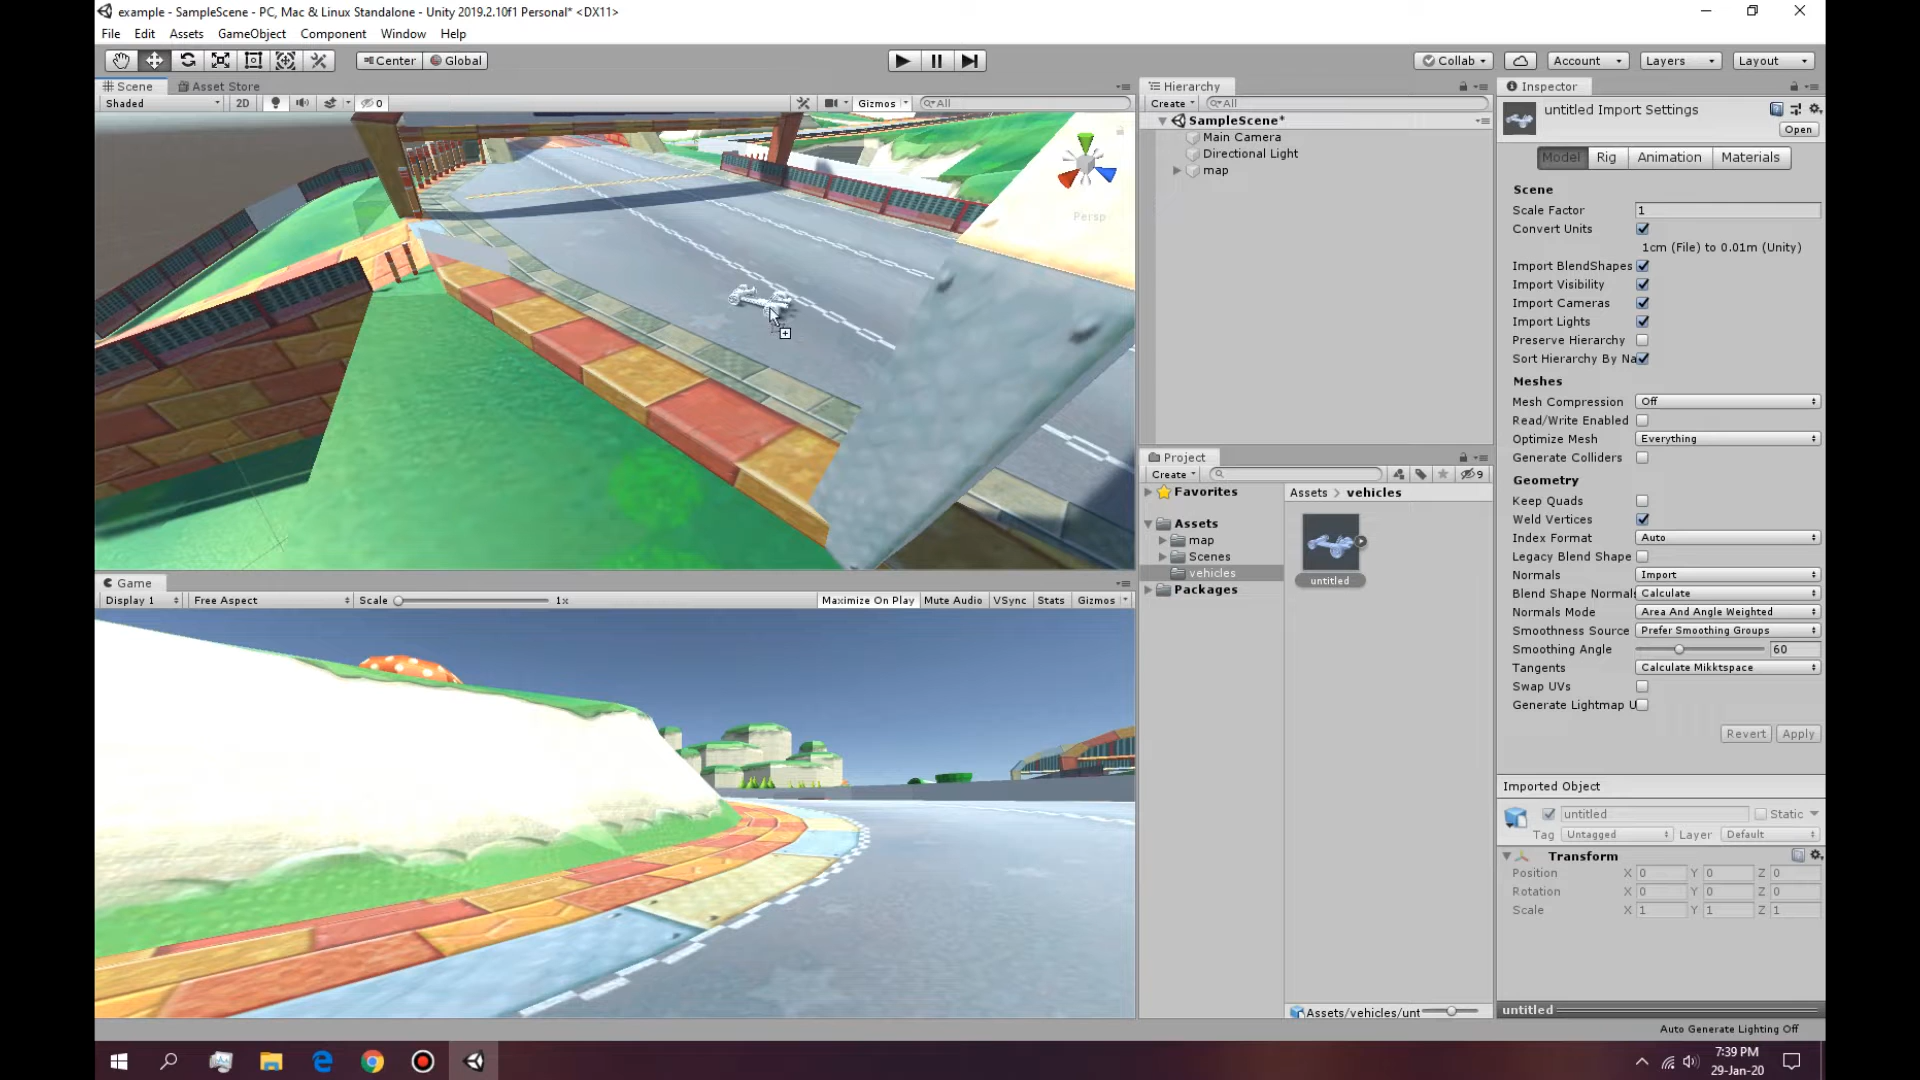 example - SampleScene - PC, Mac & Linux Standalone - Unity 2019.2.10f1 Personal* <DX11>
File Edit Assets GameObject Component Window Help
Center Global Collab Account Layers Layout
Scene Asset Store
Shaded 2D 0 Gizmos All
Persp
Hierarchy
Create All
SampleScene*
Main Camera
Directional Light
map
Game
Display 1 Free Aspect Scale 1x Maximize On Play Mute Audio VSync Stats Gizmos
Project
Create 9
Favorites
Assets
map
Scenes
vehicles
Packages
Assets > vehicles
untitled
Assets/vehicles/unt
Inspector
untitled Import Settings
Open
Model Rig Animation Materials
Scene
Scale Factor 1
Convert Units
1cm (File) to 0.01m (Unity)
Import BlendShapes
Import Visibility
Import Cameras
Import Lights
Preserve Hierarchy
Sort Hierarchy By Na
Meshes
Mesh Compression Off
Read/Write Enabled
Optimize Mesh Everything
Generate Colliders
Geometry
Keep Quads
Weld Vertices
Index Format Auto
Legacy Blend Shape
Normals Import
Blend Shape Normals Calculate
Normals Mode Area And Angle Weighted
Smoothness Source Prefer Smoothing Groups
Smoothing Angle 60
Tangents Calculate Mikktspace
Swap UVs
Generate Lightmap U
Revert Apply
Imported Object
untitled Static
Tag Untagged Layer Default
Transform
Position X 0 Y 0 Z 0
Rotation X 0 Y 0 Z 0
Scale X 1 Y 1 Z 1
untitled
Auto Generate Lighting Off
7:39 PM
29-Jan-20